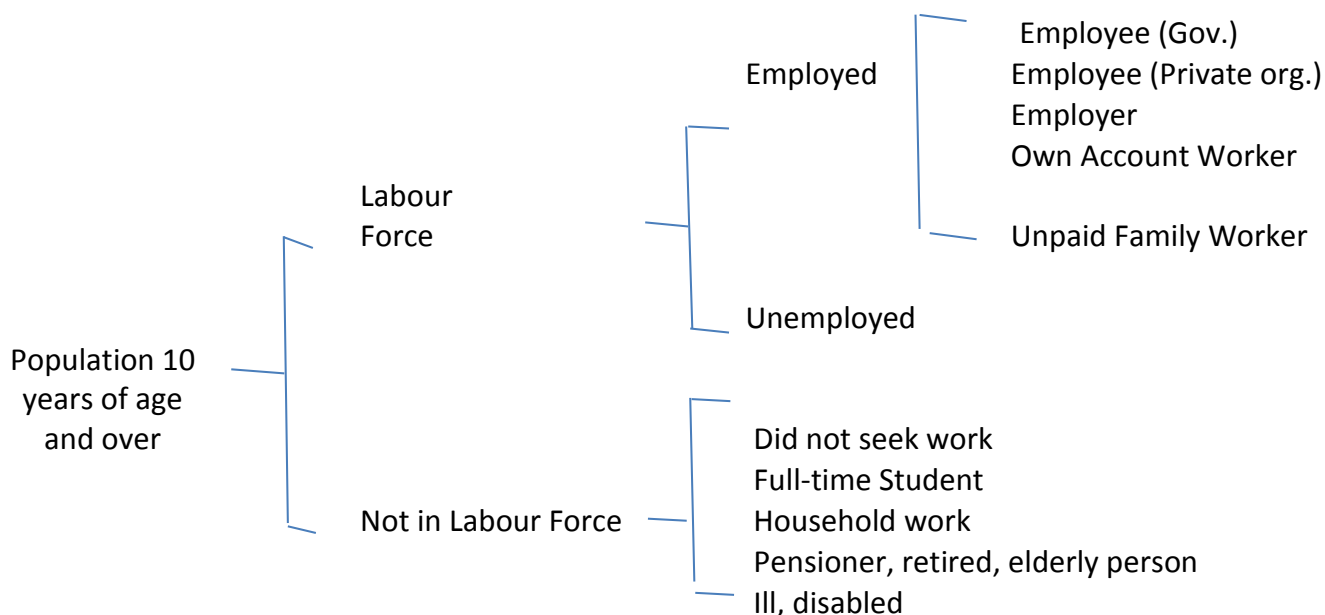 Employee (Gov.)
Employed
Employee (Private org.)
Employer
Own Account Worker
Labour
Force
Unpaid Family Worker
Unemployed
Population 10
years of age
and over
Did not seek work
Full-time Student
Not in Labour Force
Household work
Pensioner, retired, elderly person
Ill, disabled